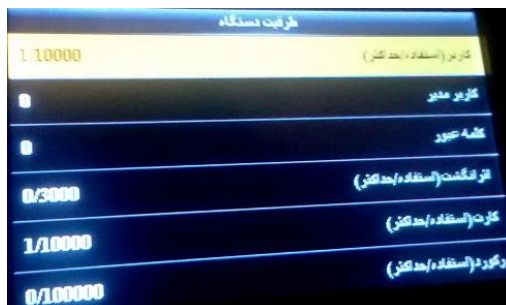 ظرفیت دستگاه
کاربر(استفاده/حداکثر) 1 10000
کاربر مدیر 0
کلمه عبور 0
اثر انگشت(استفاده/حداکثر) 0/3000
کارت(استفاده/حداکثر) 1/10000
رکورد(استفاده/حداکثر) 0/100000